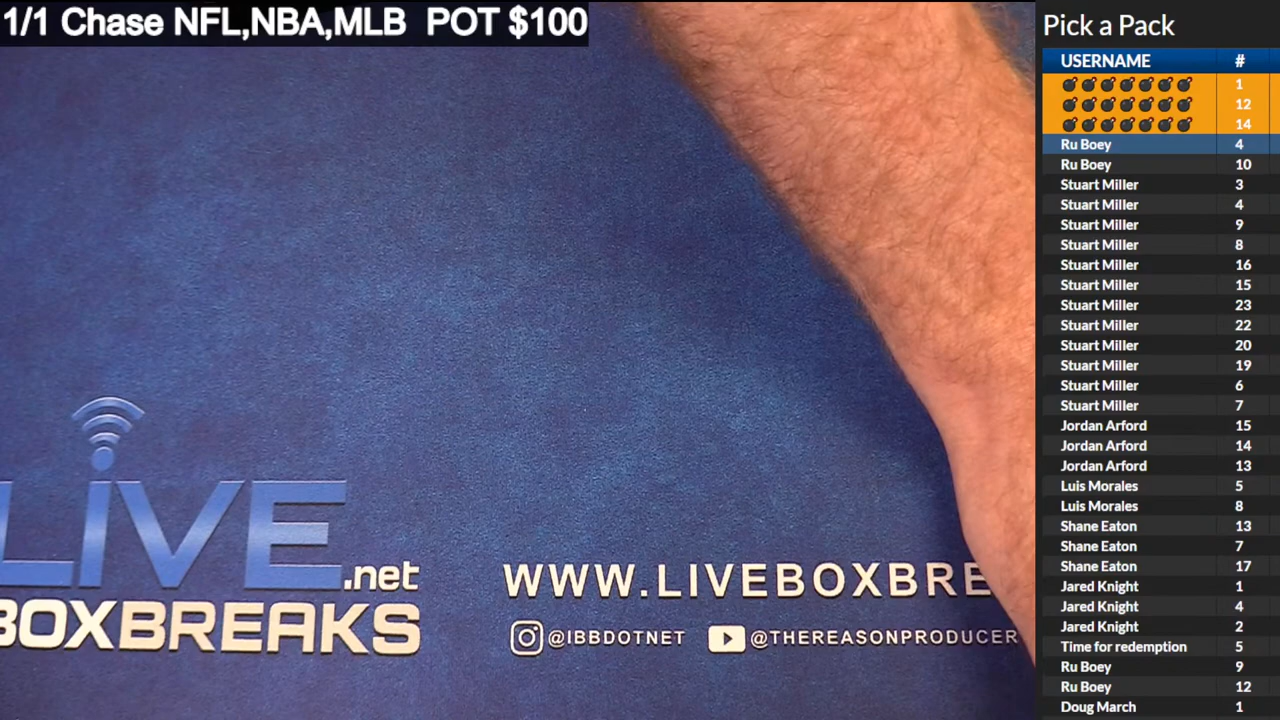 1/1 Chase NFL,NBA,MLB POT $100
Pick a Pack
USERNAME #
💣💣💣💣💣💣💣 1
💣💣💣💣💣💣💣 12
💣💣💣💣💣💣💣 14
Ru Boey 4
Ru Boey 10
Stuart Miller 3
Stuart Miller 4
Stuart Miller 9
Stuart Miller 8
Stuart Miller 16
Stuart Miller 15
Stuart Miller 23
Stuart Miller 22
Stuart Miller 20
Stuart Miller 19
Stuart Miller 6
Stuart Miller 7
Jordan Arford 15
Jordan Arford 14
Jordan Arford 13
Luis Morales 5
Luis Morales 8
Shane Eaton 13
Shane Eaton 7
Shane Eaton 17
Jared Knight 1
Jared Knight 4
Jared Knight 2
Time for redemption 5
Ru Boey 9
Ru Boey 12
Doug March 1
LIVE.net
BOXBREAKS
WWW.LIVEBOXBRE
@IBBDOTNET @THEREASONPRODUCER